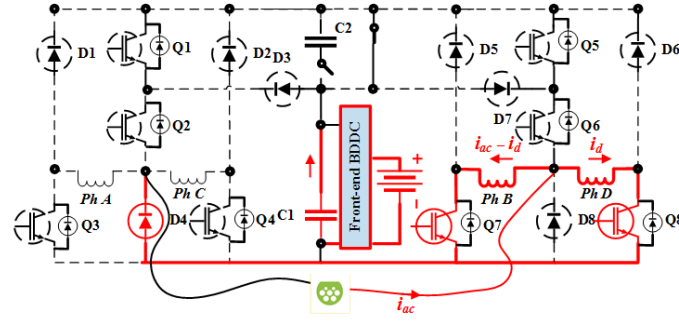 D1
Q1
D2
D3
C2
D5
Q5
D6
Q2
D7
Q6
Front-end BDDC
+
-
i_ac − i_d
i_d
Ph A
Ph C
Ph B
Ph D
Q3
D4
Q4
C1
Q7
D8
Q8
i_ac